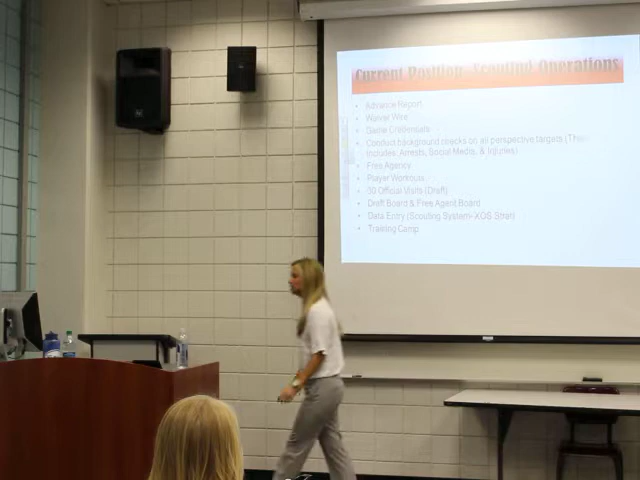 Current Position- Scouting Operations
• Advance Report
• Waiver Wire
• Game Credentials
• Conduct background checks on all perspective targets (This
includes: Arrests, Social Media, & Injuries)
• Free Agency
• Player Workouts
• 30 Official Visits (Draft)
• Draft Board & Free Agent Board
• Data Entry (Scouting System-XOS
• Training Camp